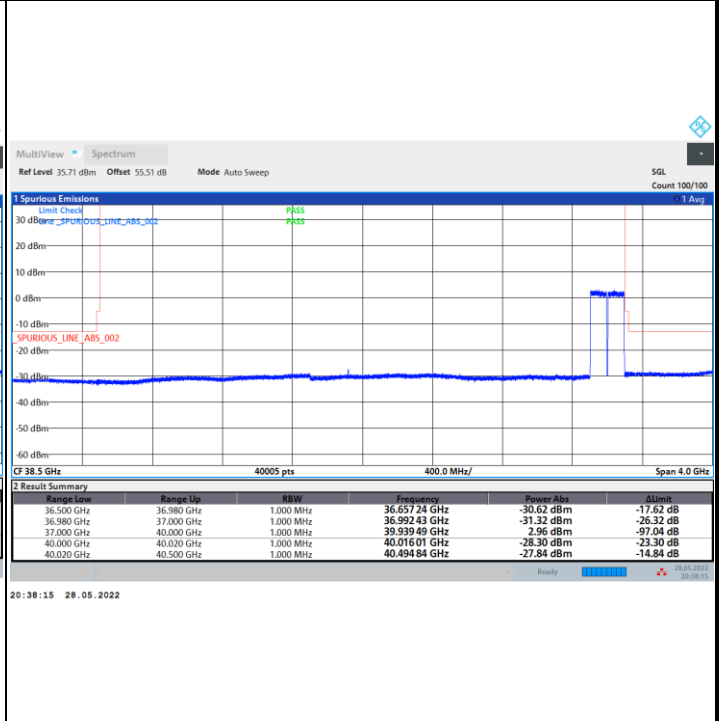 MultiView Spectrum
Ref Level 35.71 dBm Offset 55.51 dB Mode Auto Sweep SGL
Count 100/100
1 Spurious Emissions 1 Avg
Limit Check PASS
30 dBm Line _SPURIOUS_LINE_ABS_002 PASS
20 dBm
10 dBm
0 dBm
-10 dBm
_SPURIOUS_LINE_ABS_002
-20 dBm
-30 dBm
-40 dBm
-50 dBm
-60 dBm
CF 38.5 GHz 40005 pts 400.0 MHz/ Span 4.0 GHz
2 Result Summary
Range Low Range Up RBW Frequency Power Abs ΔLimit
36.500 GHz 36.980 GHz 1.000 MHz 36.657 24 GHz -30.62 dBm -17.62 dB
36.980 GHz 37.000 GHz 1.000 MHz 36.992 43 GHz -31.32 dBm -26.32 dB
37.000 GHz 40.000 GHz 1.000 MHz 39.939 49 GHz 2.96 dBm -97.04 dB
40.000 GHz 40.020 GHz 1.000 MHz 40.016 01 GHz -28.30 dBm -23.30 dB
40.020 GHz 40.500 GHz 1.000 MHz 40.494 84 GHz -27.84 dBm -14.84 dB
Ready 28.05.2022
20:38:15
20:38:15 28.05.2022